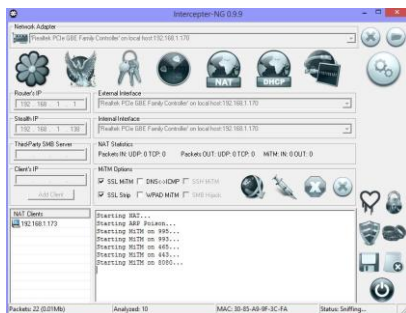 Intercepter-NG 0.9.9
Network Adapter
'Realtek PCIe GBE Family Controller' on local host:192.168.1.170
NAT
DHCP
Router's IP
192 . 168 . 1 . 1
External Interface
'Realtek PCIe GBE Family Controller' on local host:192.168.1.170
Stealth IP
192 . 168 . 1 . 130
Internal Interface
'Realtek PCIe GBE Family Controller' on local host:192.168.1.170
Third-Party SMB Server
NAT Statistics
Packets IN: UDP: 0 TCP: 0 Packets OUT: UDP: 0 TCP: 0 MiTM: IN: 0 OUT: 0
Client's IP
MiTM Options
SSL MiTM DNS<>ICMP SSH MiTM
Add Client
SSL Strip WPAD MiTM SMB Hijack
NAT Clients
192.168.1.173
Starting NAT...
Starting ARP Poison...
Starting MiTM on 995...
Starting MiTM on 993...
Starting MiTM on 465...
Starting MiTM on 443...
Starting MiTM on 8080...
Packets: 22 (0.01Mb) Analyzed: 10 MAC: 30-85-A9-9F-3C-FA Status: Sniffing...